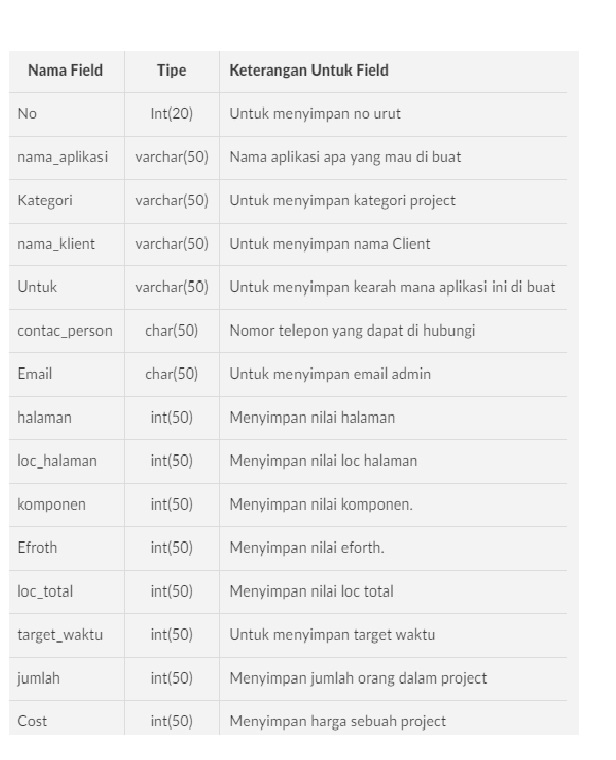 Nama Field Tipe Keterangan Untuk Field
No Int(20) Untuk menyimpan no urut
nama_aplikasi varchar(50) Nama aplikasi apa yang mau di buat
Kategori varchar(50) Untuk menyimpan kategori project
nama_klient varchar(50) Untuk menyimpan nama Client
Untuk varchar(50) Untuk menyimpan kearah mana aplikasi ini di buat
contac_person char(50) Nomor telepon yang dapat di hubungi
Email char(50) Untuk menyimpan email admin
halaman int(50) Menyimpan nilai halaman
loc_halaman int(50) Menyimpan nilai loc halaman
komponen int(50) Menyimpan nilai komponen.
Efroth int(50) Menyimpan nilai eforth.
loc_total int(50) Menyimpan nilai loc total
target_waktu int(50) Untuk menyimpan target waktu
jumlah int(50) Menyimpan jumlah orang dalam project
Cost int(50) Menyimpan harga sebuah project